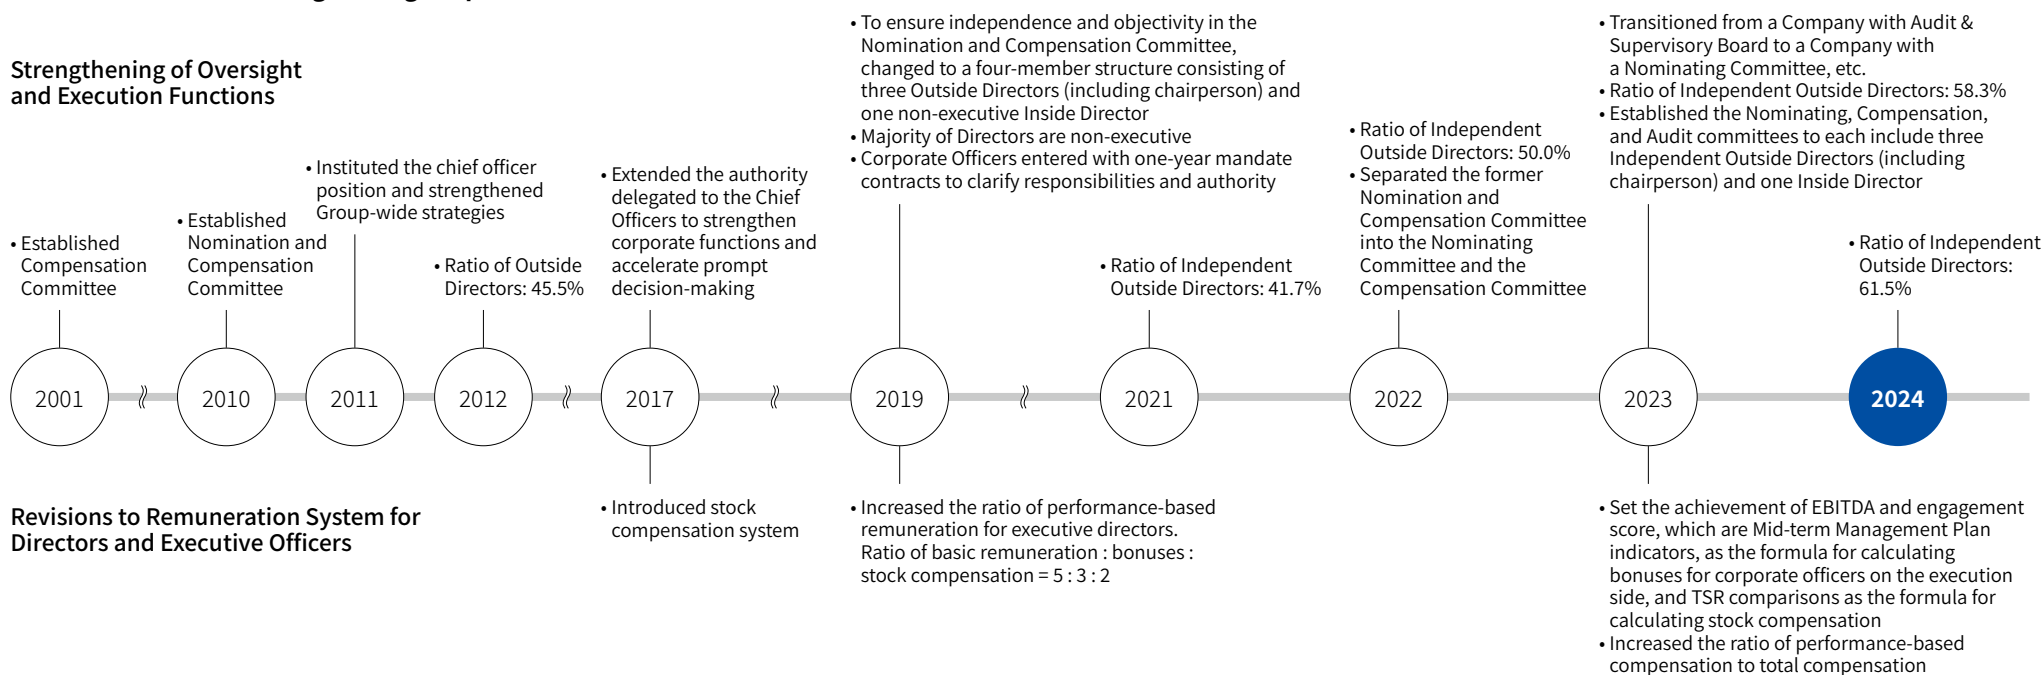 Strengthening of Oversight
and Execution Functions
• Established
Compensation
Committee
• Established
Nomination and
Compensation
Committee
• Instituted the chief officer
position and strengthened
Group-wide strategies
• Ratio of Outside
Directors: 45.5%
• Extended the authority
delegated to the Chief
Officers to strengthen
corporate functions and
accelerate prompt
decision-making
• To ensure independence and objectivity in the
Nomination and Compensation Committee,
changed to a four-member structure consisting of
three Outside Directors (including chairperson) and
one non-executive Inside Director
• Majority of Directors are non-executive
• Corporate Officers entered with one-year mandate
contracts to clarify responsibilities and authority
• Ratio of Independent
Outside Directors: 41.7%
• Ratio of Independent
Outside Directors: 50.0%
• Separated the former
Nomination and
Compensation Committee
into the Nominating
Committee and the
Compensation Committee
• Transitioned from a Company with Audit &
Supervisory Board to a Company with
a Nominating Committee, etc.
• Ratio of Independent Outside Directors: 58.3%
• Established the Nominating, Compensation,
and Audit committees to each include three
Independent Outside Directors (including
chairperson) and one Inside Director
• Ratio of Independent
Outside Directors:
61.5%
2001
2010
2011
2012
2017
2019
2021
2022
2023
2024
Revisions to Remuneration System for
Directors and Executive Officers
• Introduced stock
compensation system
• Increased the ratio of performance-based
remuneration for executive directors.
Ratio of basic remuneration : bonuses :
stock compensation = 5 : 3 : 2
• Set the achievement of EBITDA and engagement
score, which are Mid-term Management Plan
indicators, as the formula for calculating
bonuses for corporate officers on the execution
side, and TSR comparisons as the formula for
calculating stock compensation
• Increased the ratio of performance-based
compensation to total compensation